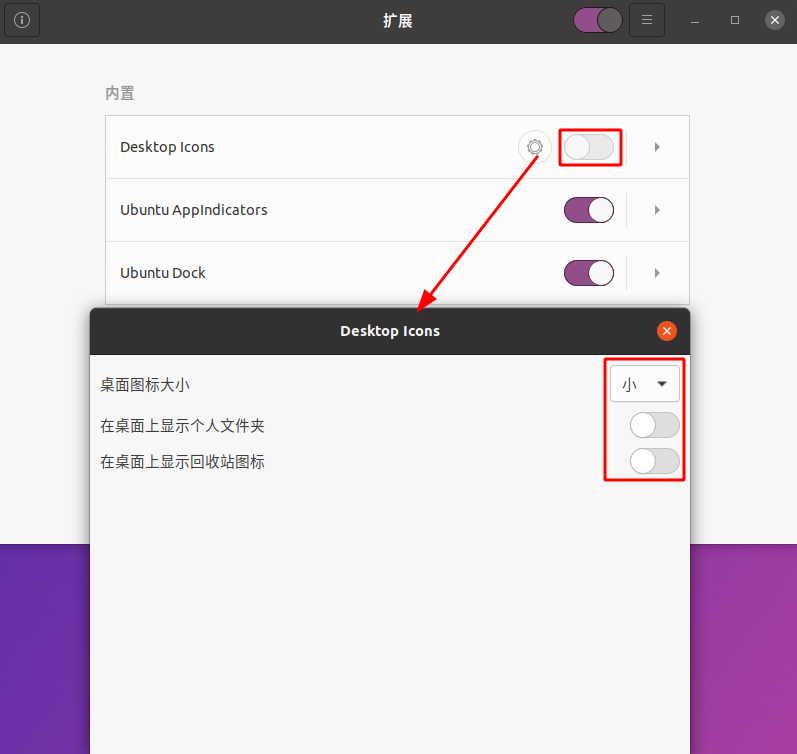 扩展
内置
Desktop Icons
Ubuntu AppIndicators
Ubuntu Dock
Desktop Icons
桌面图标大小 小
在桌面上显示个人文件夹
在桌面上显示回收站图标